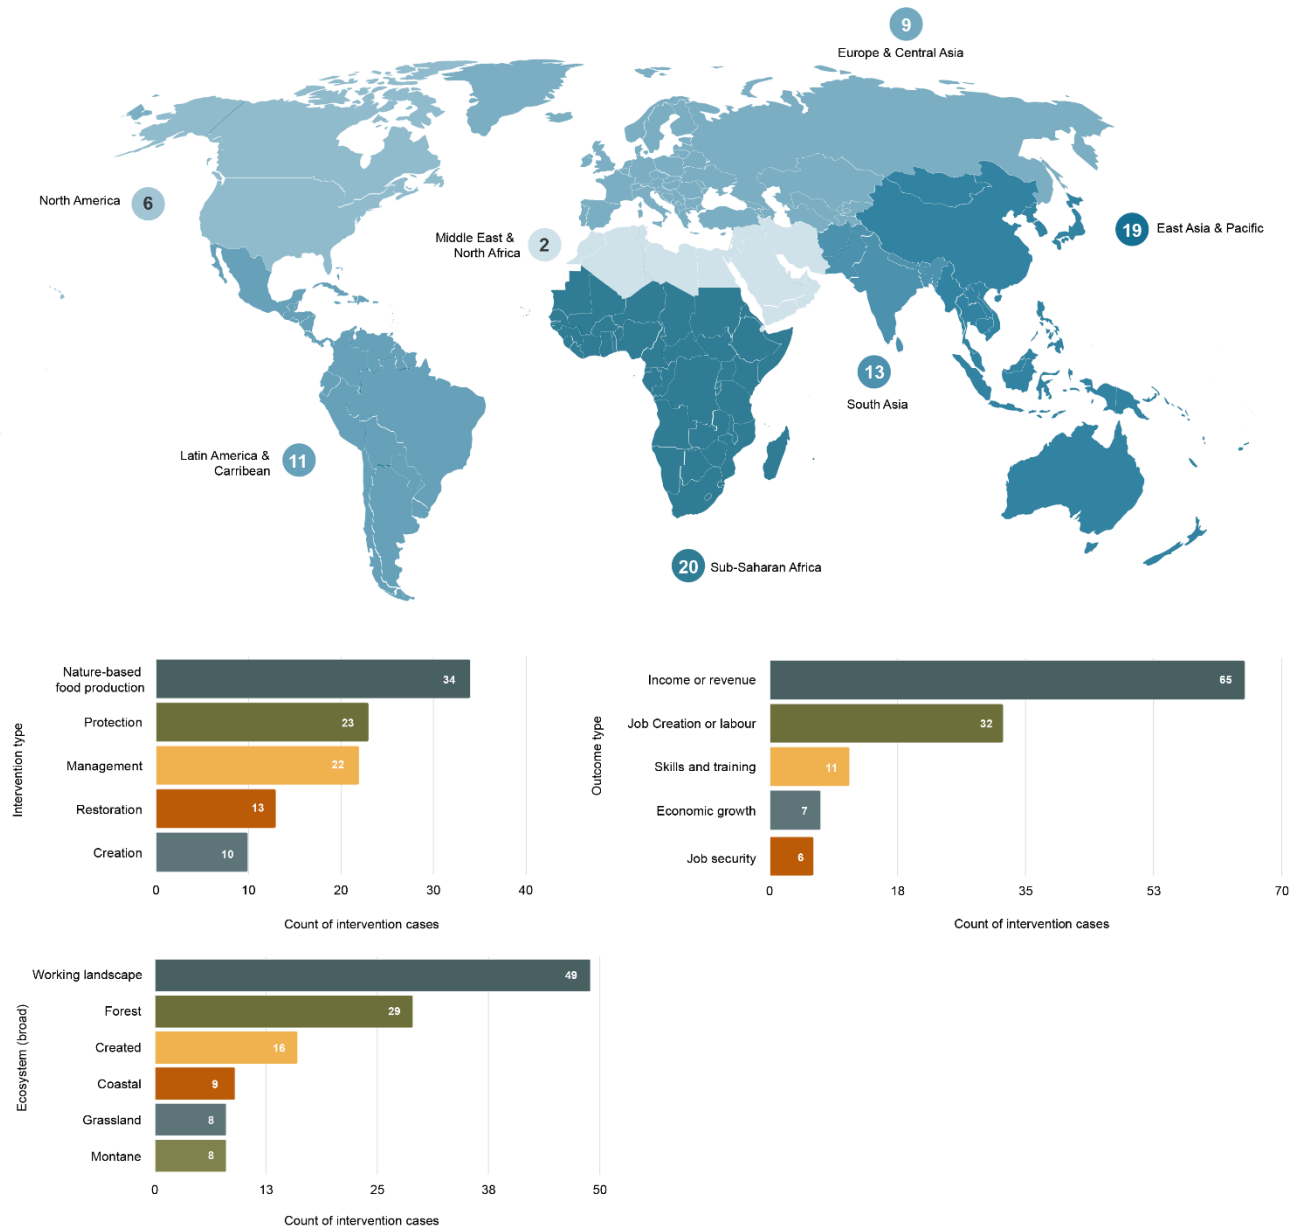 9
Europe & Central Asia
North America
6
Middle East &
North Africa
2
19
East Asia & Pacific
13
South Asia
Latin America &
Carribean
11
20
Sub-Saharan Africa
Intervention type
Nature-based
food production
34
Protection
23
Management
22
Restoration
13
Creation
10
0
10
20
30
40
Count of intervention cases
Outcome type
Income or revenue
65
Job Creation or labour
32
Skills and training
11
Economic growth
7
Job security
6
0
18
35
53
70
Count of intervention cases
Ecosystem (broad)
Working landscape
49
Forest
29
Created
16
Coastal
9
Grassland
8
Montane
8
0
13
25
38
50
Count of intervention cases